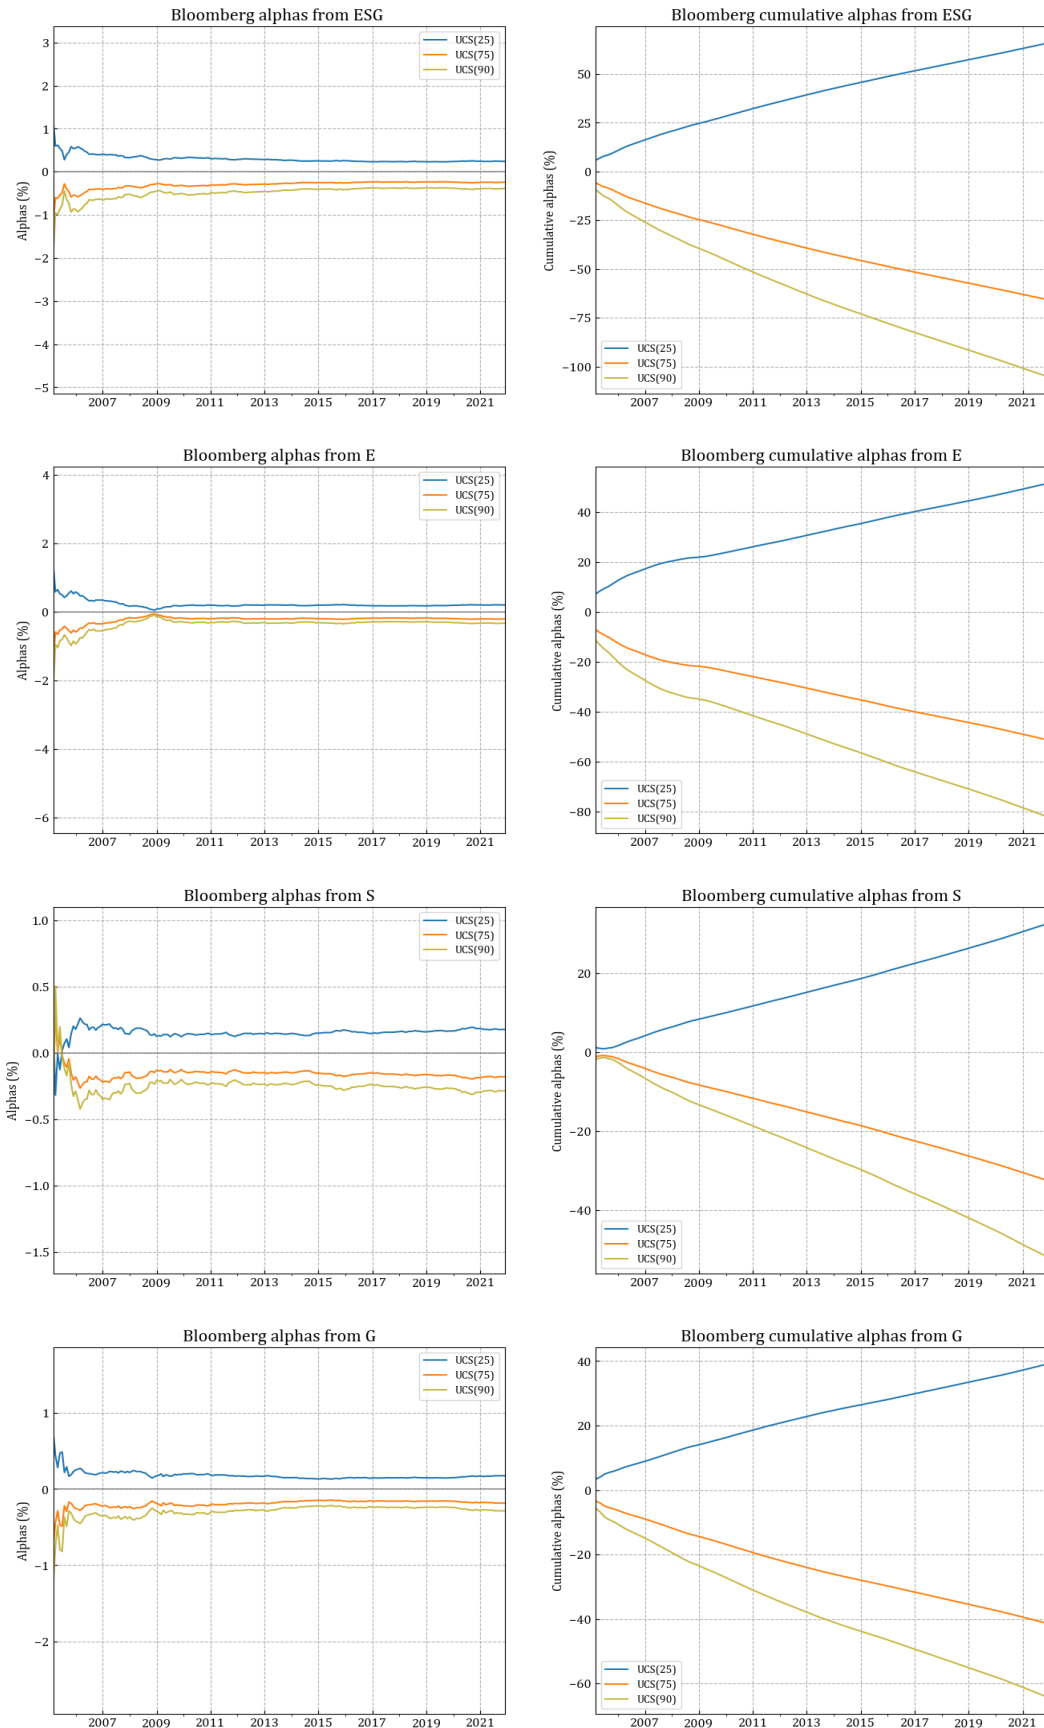 Bloomberg alphas from ESG
Alphas (%)
3
2
1
0
−1
−2
−3
−4
−5
UCS(25)
UCS(75)
UCS(90)
2007 2009 2011 2013 2015 2017 2019 2021
Bloomberg cumulative alphas from ESG
Cumulative alphas (%)
50
25
0
−25
−50
−75
−100
UCS(25)
UCS(75)
UCS(90)
2007 2009 2011 2013 2015 2017 2019 2021
Bloomberg alphas from E
Alphas (%)
4
2
0
−2
−4
−6
UCS(25)
UCS(75)
UCS(90)
2007 2009 2011 2013 2015 2017 2019 2021
Bloomberg cumulative alphas from E
Cumulative alphas (%)
40
20
0
−20
−40
−60
−80
UCS(25)
UCS(75)
UCS(90)
2007 2009 2011 2013 2015 2017 2019 2021
Bloomberg alphas from S
Alphas (%)
1.0
0.5
0.0
−0.5
−1.0
−1.5
UCS(25)
UCS(75)
UCS(90)
2007 2009 2011 2013 2015 2017 2019 2021
Bloomberg cumulative alphas from S
Cumulative alphas (%)
20
0
−20
−40
UCS(25)
UCS(75)
UCS(90)
2007 2009 2011 2013 2015 2017 2019 2021
Bloomberg alphas from G
Alphas (%)
1
0
−1
−2
UCS(25)
UCS(75)
UCS(90)
2007 2009 2011 2013 2015 2017 2019 2021
Bloomberg cumulative alphas from G
Cumulative alphas (%)
40
20
0
−20
−40
−60
UCS(25)
UCS(75)
UCS(90)
2007 2009 2011 2013 2015 2017 2019 2021